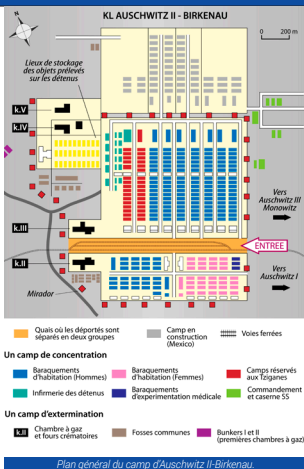 KL AUSCHWITZ II - BIRKENAU
0 200 m
Lieux de stockage
des objets prélevés
sur les détenus
k.V
k.IV
k.III
k.II
Vers
Auschwitz III
Monowitz
ENTREE
Vers
Auschwitz I
Mirador
Quais où les déportés sont
séparés en deux groupes
Camp en
construction
(Mexico)
Voies ferrées
Un camp de concentration
Baraquements
d'habitation (Hommes)
Baraquements
d'habitation (Femmes)
Camps réservés
aux Tziganes
Infirmerie des détenus
Baraquements
d'expérimentation médicale
Commandement
et caserne SS
Un camp d'extermination
k.II
Chambre à gaz
et fours crématoires
Fosses communes
Bunkers I et II
(premières chambres à gaz)
Plan général du camp d'Auschwitz II-Birkenau.